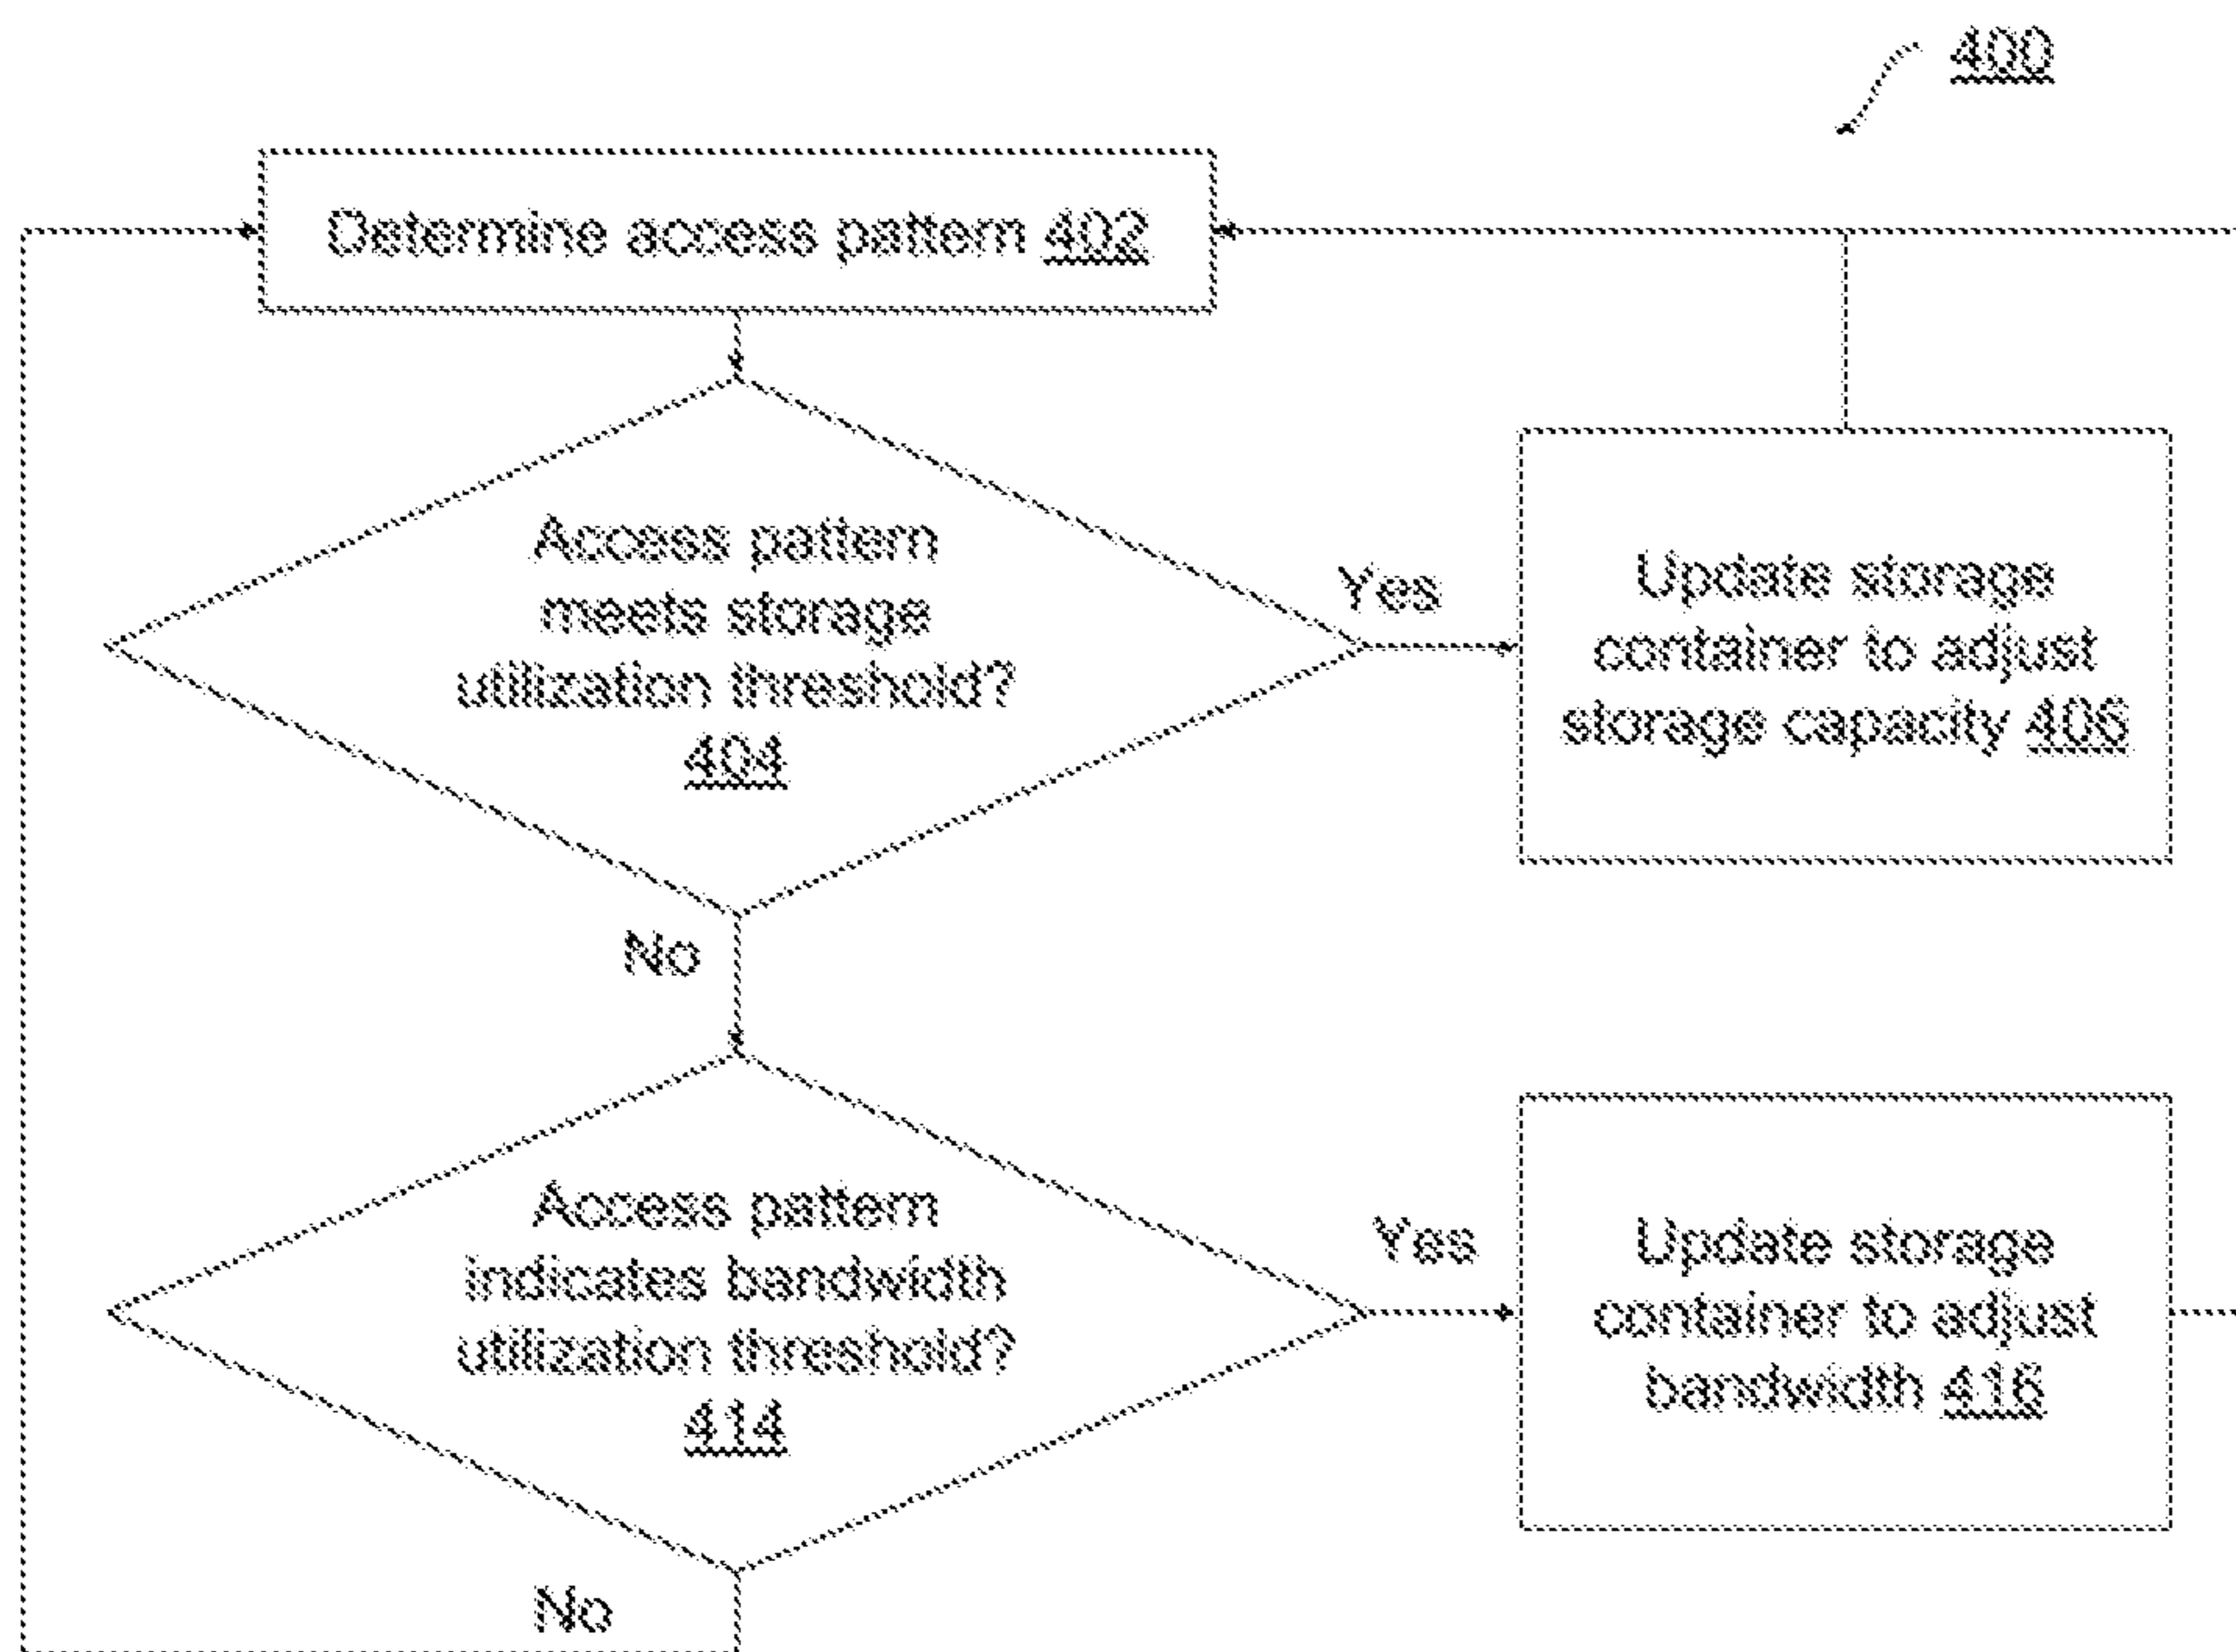 400
Determine access pattern 402
Access pattern
meets storage
utilization threshold?
404
Yes
Update storage
container to adjust
storage capacity 406
No
Access pattern
indicates bandwidth
utilization threshold?
414
Yes
Update storage
container to adjust
bandwidth 416
No